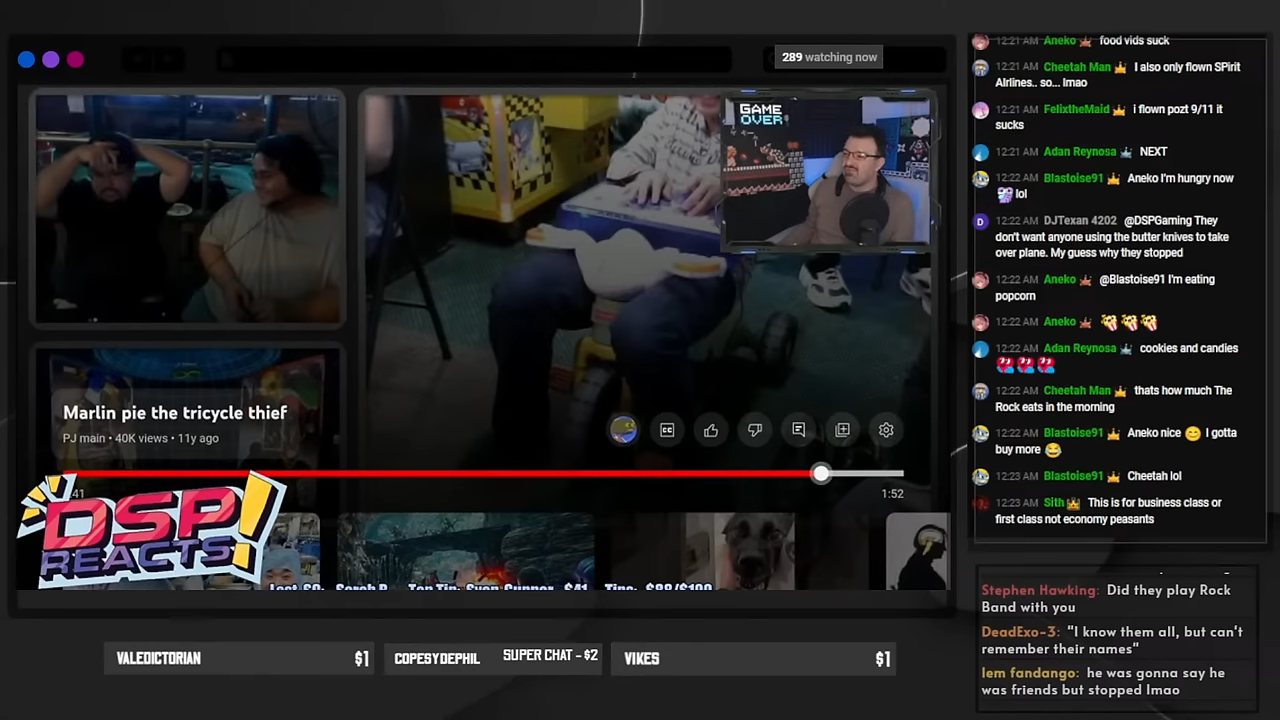 289 watching now
GAME
OVER
Marlin pie the tricycle thief
PJ main • 40K views • 11y ago
:41
1:52
DSP
REACTS!
Tip: Svan Gunner - $41
Tips: $88/$100
VALEDICTORIAN $1
COPESYDEPHIL SUPER CHAT - $2
VIKES $1
12:21 AM Aneko food vids suck
12:21 AM Cheetah Man I also only flown SPirit
AIrlines.. so... lmao
12:21 AM FelixtheMaid i flown pozt 9/11 it
sucks
12:21 AM Adan Reynosa NEXT
12:22 AM Blastoise91 Aneko I'm hungry now
lol
D 12:22 AM DJTexan 4202 @DSPGaming They
don't want anyone using the butter knives to take
over plane. My guess why they stopped
12:22 AM Aneko @Blastoise91 I'm eating
popcorn
12:22 AM Aneko
12:22 AM Adan Reynosa cookies and candies
12:22 AM Cheetah Man thats how much The
Rock eats in the morning
12:22 AM Blastoise91 Aneko nice 😊 I gotta
buy more 😂
12:23 AM Blastoise91 Cheetah lol
12:23 AM Sith This is for business class or
first class not economy peasants
Stephen Hawking: Did they play Rock
Band with you
DeadExo-3: "I know them all, but can't
remember their names"
lem fandango: he was gonna say he
was friends but stopped lmao